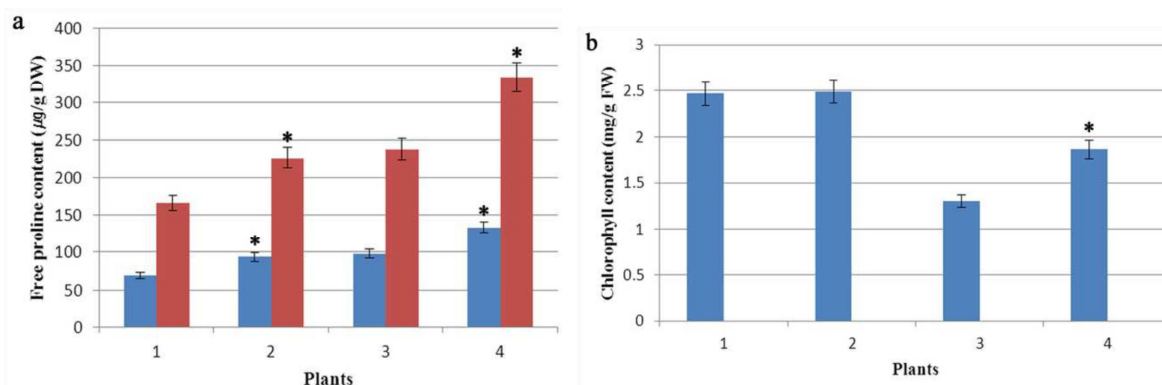 a
400
350
300
250
200
150
100
50
0
Free proline content (µg/g DW)
*
*
*
*
1 2 3 4
Plants
b
3
2.5
2
1.5
1
0.5
0
Chlorophyll content (mg/g FW)
*
1 2 3 4
Plants